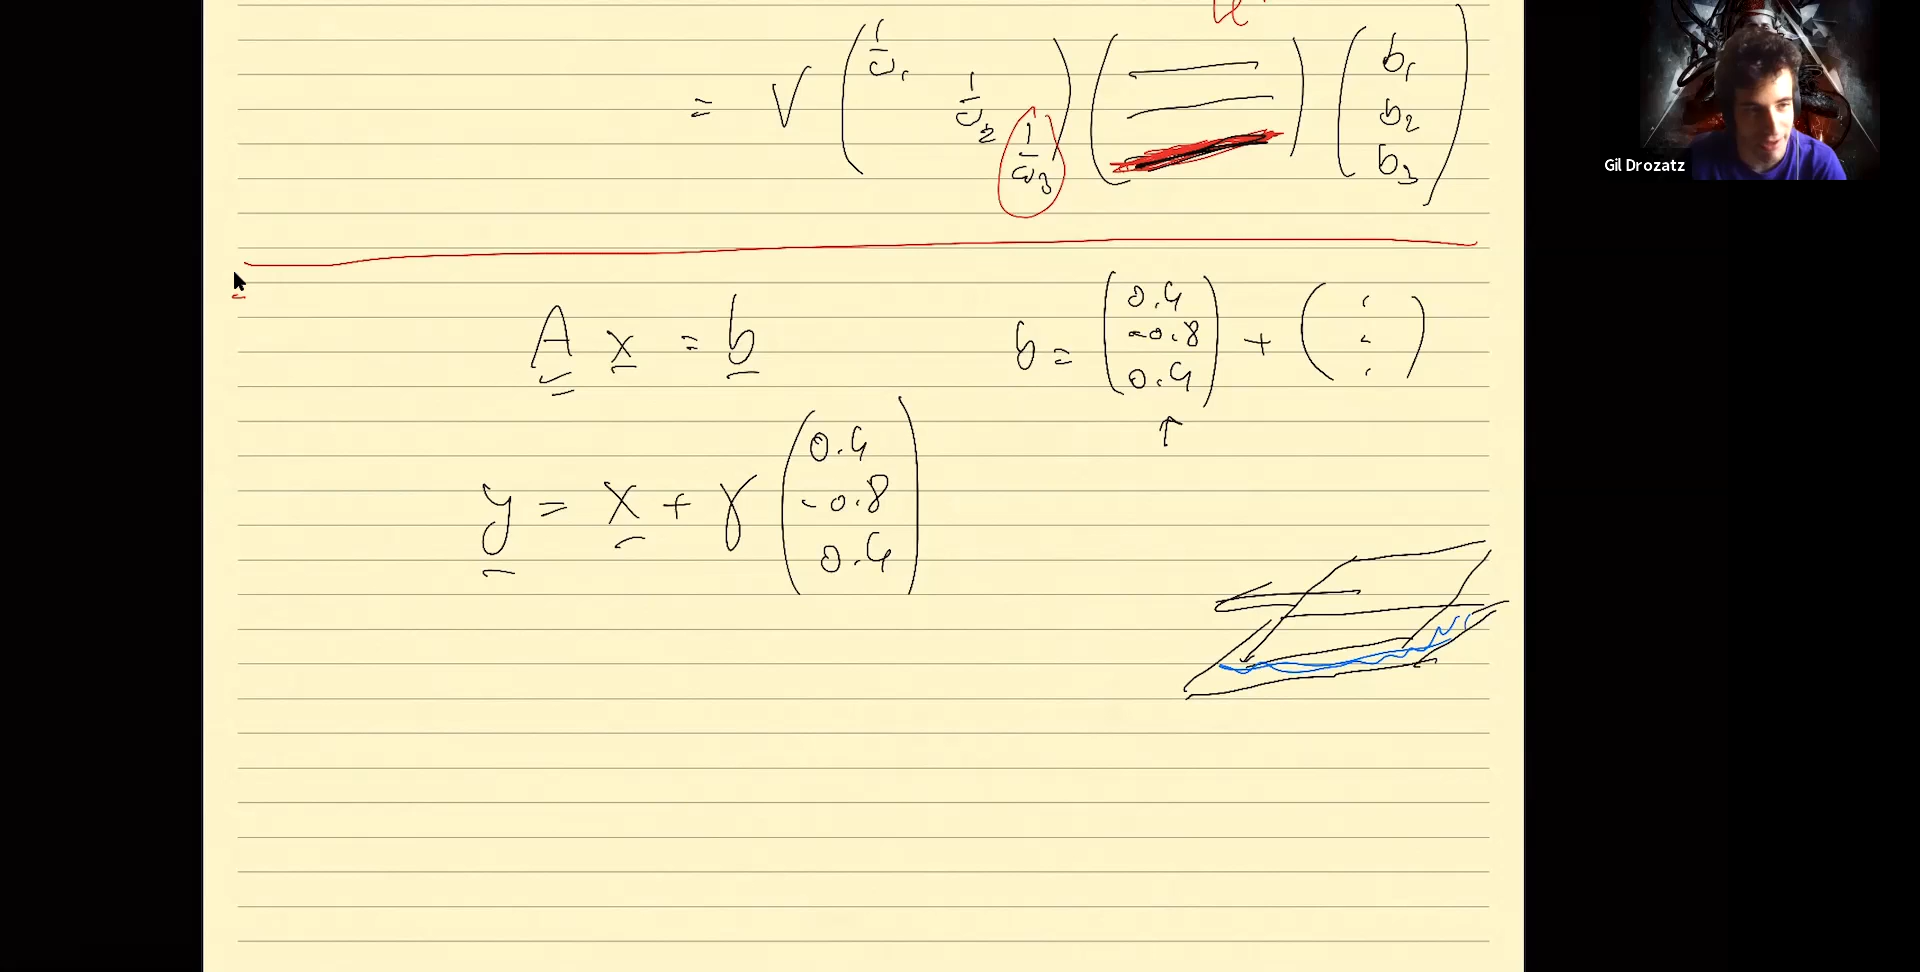 = V ( 1/ω₁ 1/ω₂ 1/ω₃ ) ( ) ( b₁ b₂ b₃ )
Gil Drozatz
A x = b
b = ( 0.4 -0.8 0.4 ) + ( )
y = x + γ ( 0.4 -0.8 0.4 )